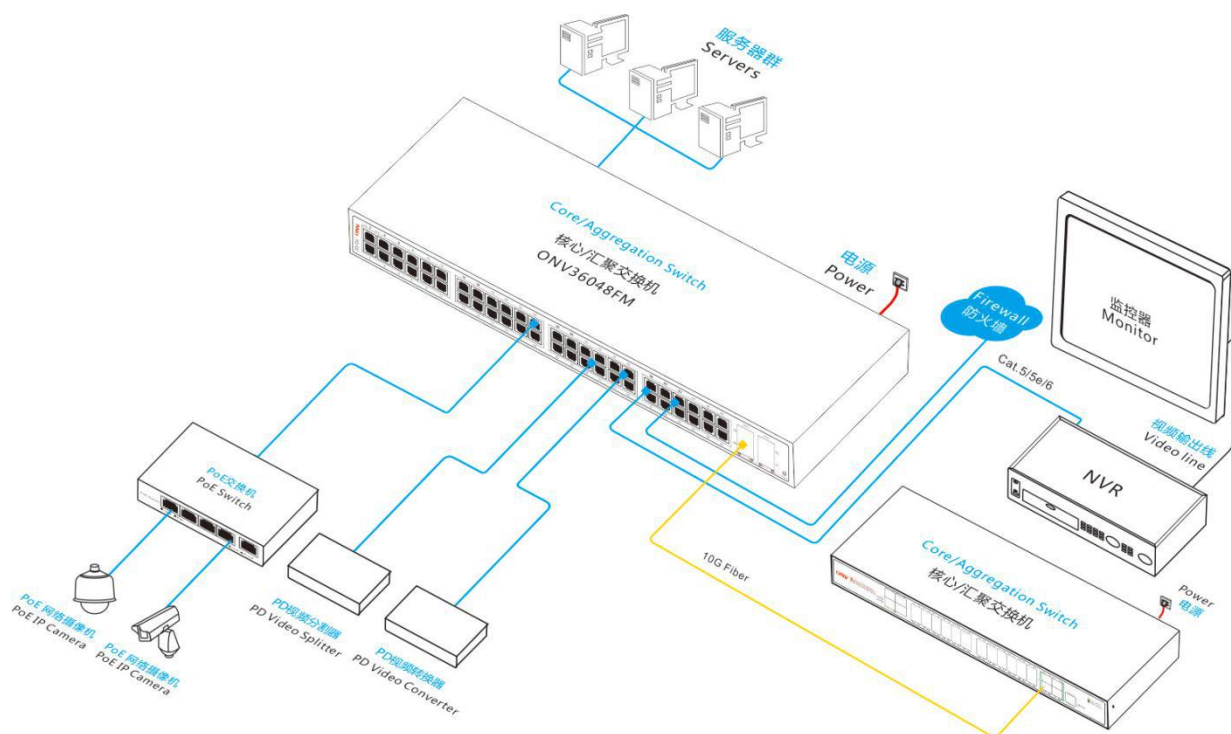 服务器群
Servers
Core/Aggregation Switch
核心/汇聚交换机
ONV36048FM
电源
Power
Firewall
防火墙
监控器
Monitor
Cat.5/5e/6
视频输出线
Video line
NVR
PoE交换机
PoE Switch
10G Fiber
Core/Aggregation Switch
核心/汇聚交换机
Power
电源
PoE 网络摄像机
PoE IP Camera
PoE 网络摄像机
PoE IP Camera
PD视频分割器
PD Video Splitter
PD视频转换器
PD Video Converter